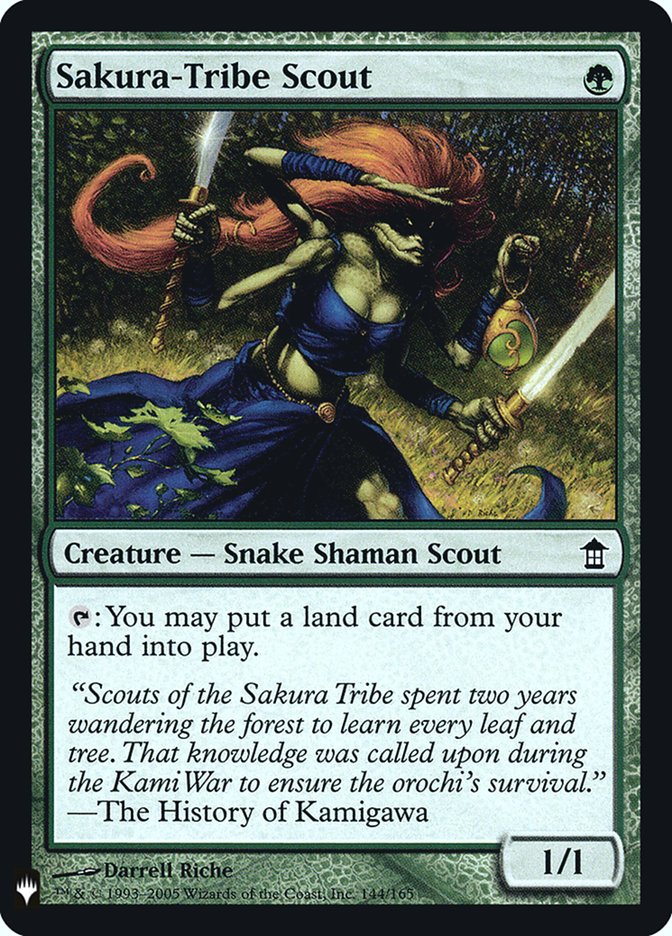 Sakura-Tribe Scout
Creature — Snake Shaman Scout
: You may put a land card from your
hand into play.
“Scouts of the Sakura Tribe spent two years
wandering the forest to learn every leaf and
tree. That knowledge was called upon during
the Kami War to ensure the orochi’s survival.”
—The History of Kamigawa
1/1
Darrell Riche
& © 1993–2005 Wizards of the Coast, Inc. 144/165